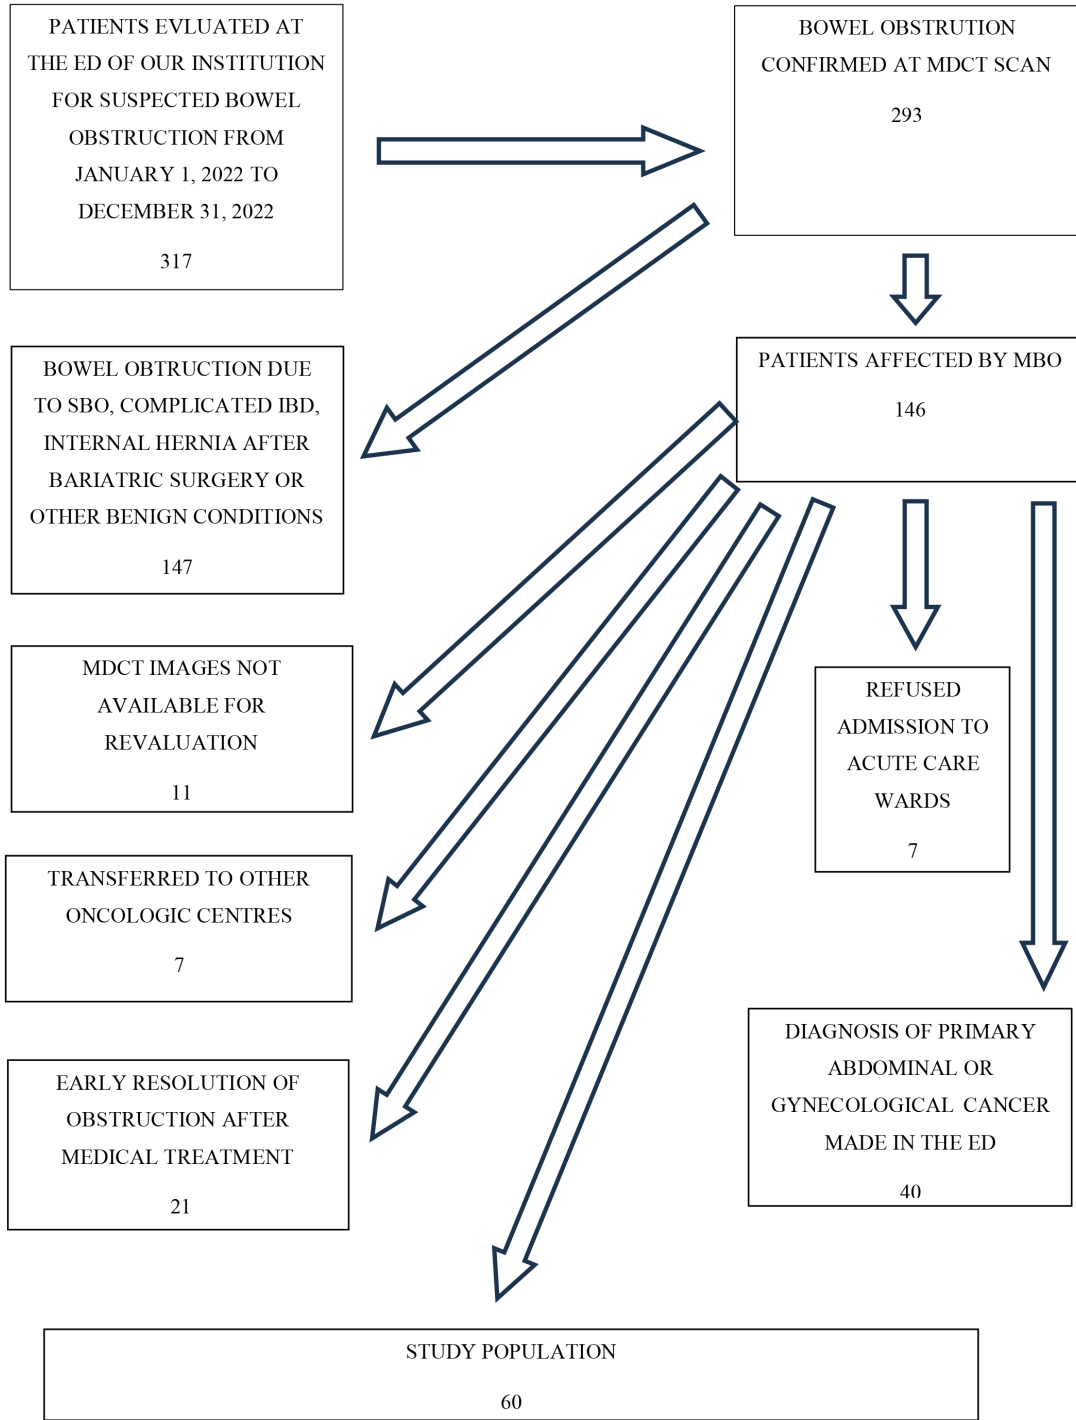 PATIENTS EVLUATED AT
THE ED OF OUR INSTITUTION
FOR SUSPECTED BOWEL
OBSTRUCTION FROM
JANUARY 1, 2022 TO
DECEMBER 31, 2022
317
BOWEL OBSTRUTION
CONFIRMED AT MDCT SCAN
293
BOWEL OBTRUCTION DUE
TO SBO, COMPLICATED IBD,
INTERNAL HERNIA AFTER
BARIATRIC SURGERY OR
OTHER BENIGN CONDITIONS
147
PATIENTS AFFECTED BY MBO
146
MDCT IMAGES NOT
AVAILABLE FOR
REVALUATION
11
REFUSED
ADMISSION TO
ACUTE CARE
WARDS
7
TRANSFERRED TO OTHER
ONCOLOGIC CENTRES
7
DIAGNOSIS OF PRIMARY
ABDOMINAL OR
GYNECOLOGICAL CANCER
MADE IN THE ED
40
EARLY RESOLUTION OF
OBSTRUCTION AFTER
MEDICAL TREATMENT
21
STUDY POPULATION
60